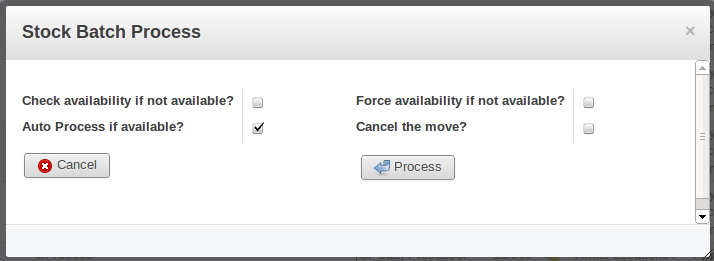 Stock Batch Process ×
Check availability if not available? Force availability if not available?
Auto Process if available? Cancel the move?
Cancel Process